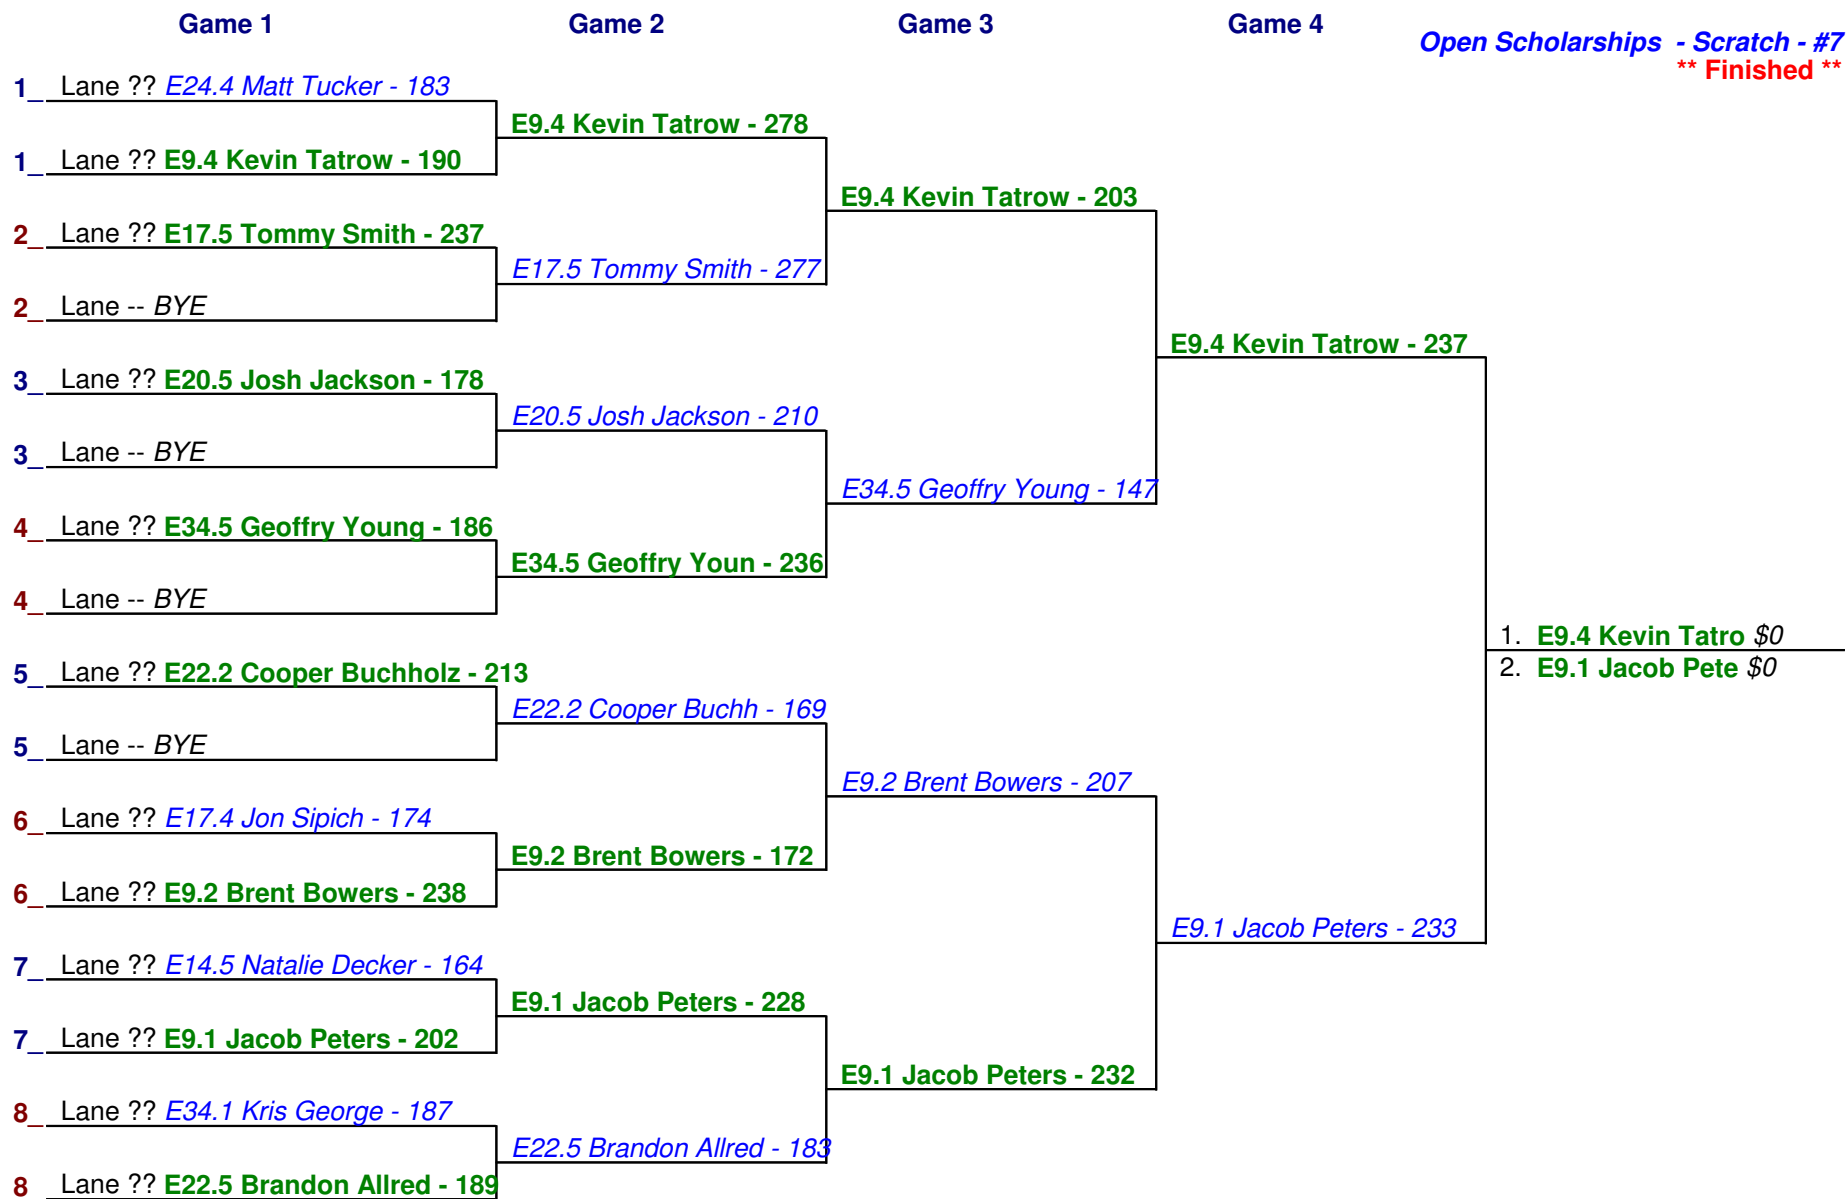 Game 1 Game 2 Game 3 Game 4
Open Scholarships - Scratch - #7
** Finished **
1_ Lane ?? E24.4 Matt Tucker - 183
E9.4 Kevin Tatrow - 278
1_ Lane ?? E9.4 Kevin Tatrow - 190
E9.4 Kevin Tatrow - 203
2_ Lane ?? E17.5 Tommy Smith - 237
E17.5 Tommy Smith - 277
2_ Lane -- BYE
E9.4 Kevin Tatrow - 237
3_ Lane ?? E20.5 Josh Jackson - 178
E20.5 Josh Jackson - 210
3_ Lane -- BYE
E34.5 Geoffry Young - 147
4_ Lane ?? E34.5 Geoffry Young - 186
E34.5 Geoffry Youn - 236
4_ Lane -- BYE
1. E9.4 Kevin Tatro $0
2. E9.1 Jacob Pete $0
5_ Lane ?? E22.2 Cooper Buchholz - 213
E22.2 Cooper Buchh - 169
5_ Lane -- BYE
E9.2 Brent Bowers - 207
6_ Lane ?? E17.4 Jon Sipich - 174
E9.2 Brent Bowers - 172
6_ Lane ?? E9.2 Brent Bowers - 238
E9.1 Jacob Peters - 233
7_ Lane ?? E14.5 Natalie Decker - 164
E9.1 Jacob Peters - 228
7_ Lane ?? E9.1 Jacob Peters - 202
E9.1 Jacob Peters - 232
8_ Lane ?? E34.1 Kris George - 187
E22.5 Brandon Allred - 183
8 Lane ?? E22.5 Brandon Allred - 189